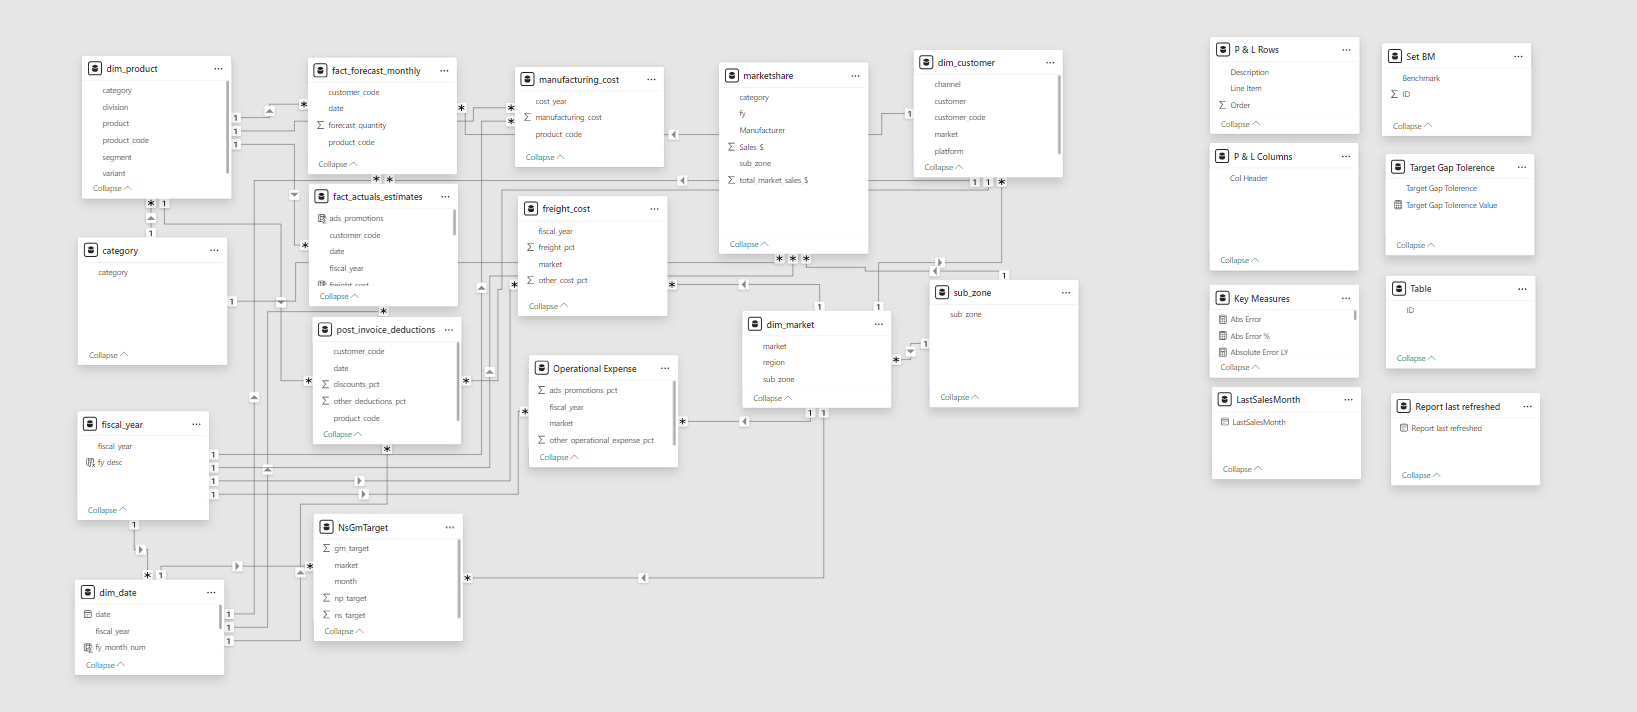 dim_product
category
division
product
product_code
segment
variant
Collapse
fact_forecast_monthly
customer_code
date
forecast_quantity
product_code
Collapse
manufacturing_cost
cost_year
manufacturing_cost
product_code
Collapse
marketshare
category
fy
Manufacturer
Sales_$
sub_zone
total_market_sales_$
Collapse
dim_customer
channel
customer
customer_code
market
platform
Collapse
fact_actuals_estimates
ads_promotions
customer_code
date
fiscal_year
freight_cost
Collapse
freight_cost
fiscal_year
freight_pct
market
other_cost_pct
Collapse
category
category
Collapse
post_invoice_deductions
customer_code
date
discounts_pct
other_deductions_pct
product_code
Collapse
Operational Expense
ads_promotions_pct
fiscal_year
market
other_operational_expense_pct
Collapse
dim_market
market
region
sub_zone
Collapse
sub_zone
sub_zone
Collapse
fiscal_year
fiscal_year
fy_desc
Collapse
NsGmTarget
gm_target
market
month
np_target
ns_target
Collapse
dim_date
date
fiscal_year
fy_month_num
Collapse
P & L Rows
Description
Line Item
Order
Collapse
Set BM
Benchmark
ID
Collapse
P & L Columns
Col Header
Collapse
Target Gap Tolerence
Target Gap Tolerence
Target Gap Tolerence Value
Collapse
Key Measures
Abs Error
Abs Error %
Absolute Error LY
Collapse
Table
ID
Collapse
LastSalesMonth
LastSalesMonth
Collapse
Report last refreshed
Report last refreshed
Collapse